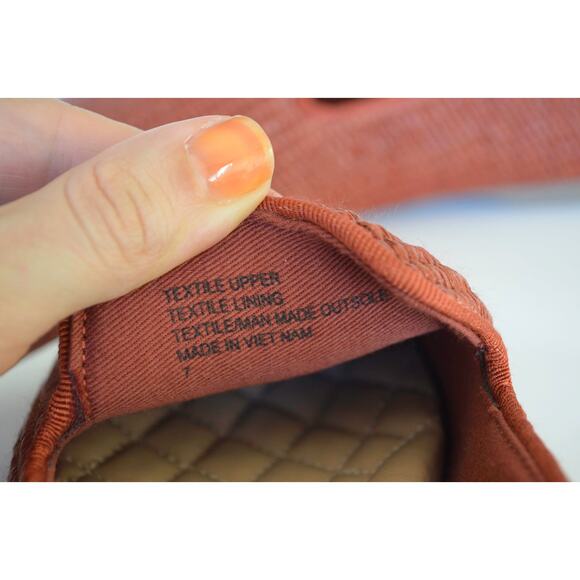 TEXTILE UPPER
TEXTILE LINING
TEXTILE/MAN MADE OUTSOLE
MADE IN VIET NAM
7